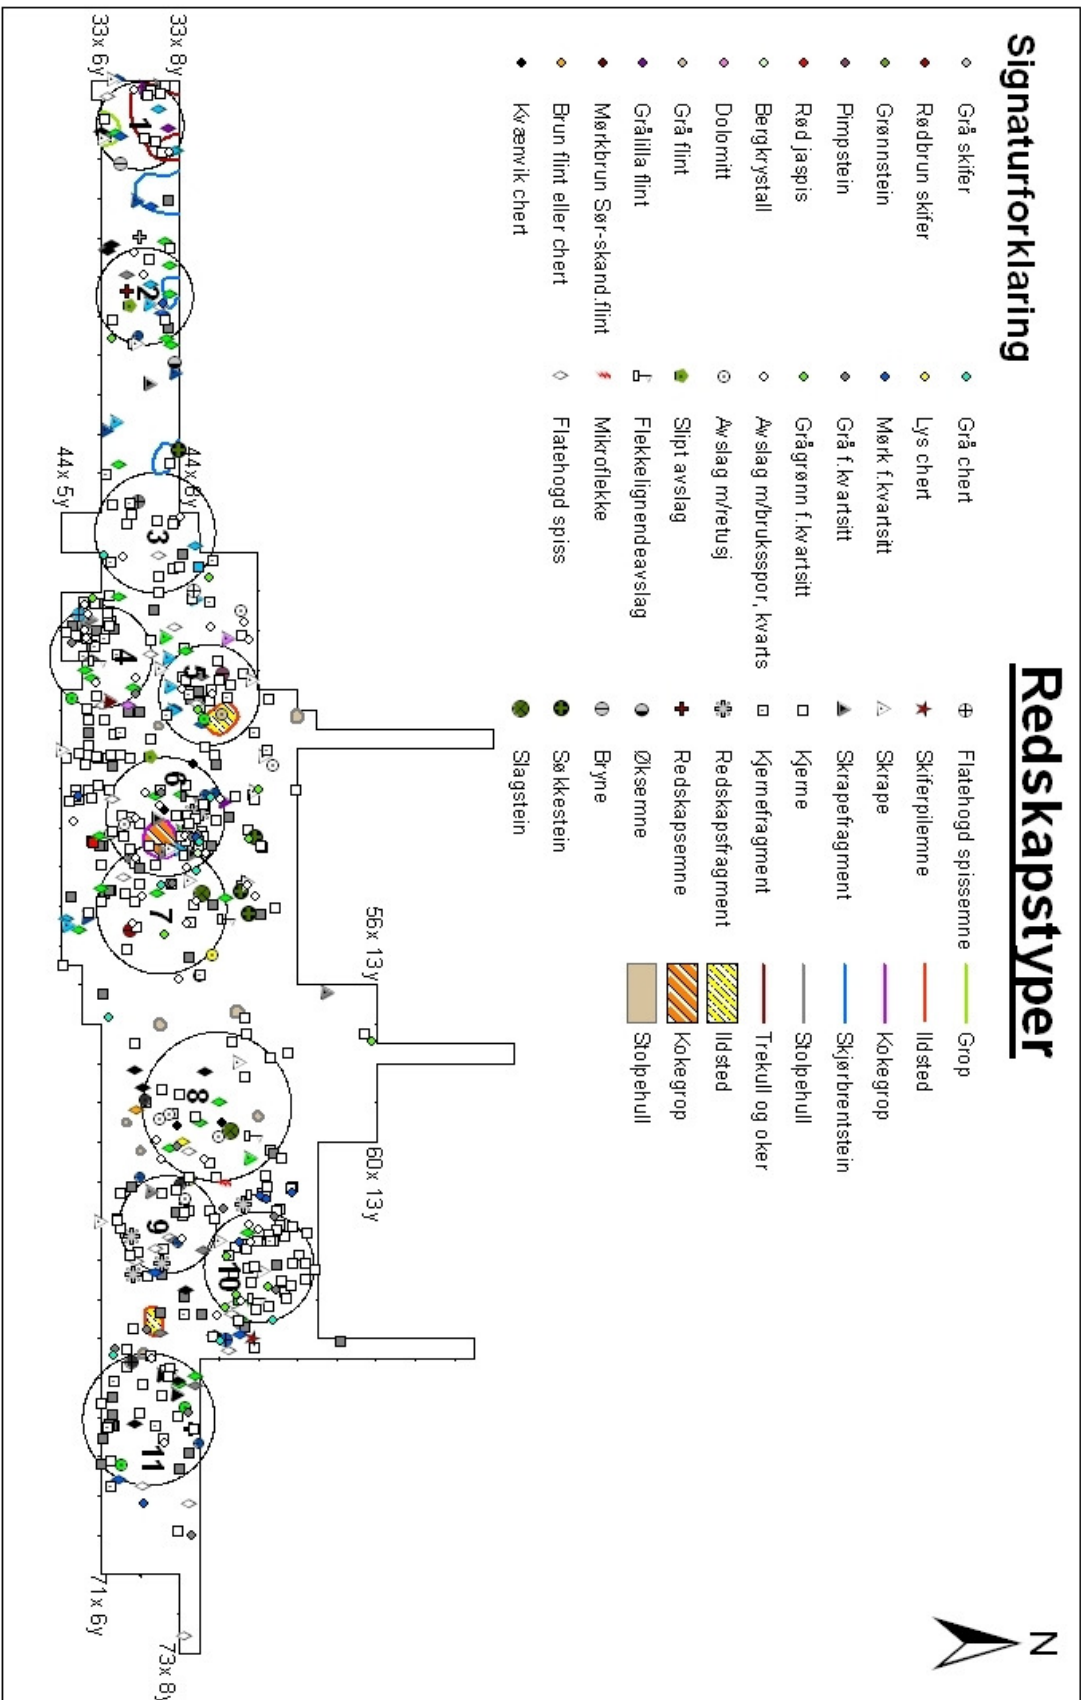 Redskapstyper
N
Signaturforklaring
Grå skifer
Rødbrun skifer
Grønnstein
Pimpstein
Rød jaspis
Bergkrystall
Dolomitt
Grå flint
Grålilla flint
Mørkbrun Sør-skand.flint
Brun flint eller chert
Kvænvik chert
Grå chert
Lys chert
Mørk f.kvartsitt
Grå f.kvartsitt
Grågrønn f.kvartsitt
Avslag m/bruksspor, kvarts
Avslag m/retusj
Slipt avslag
Flekkelignendeavslag
Mikroflekke
Flatehogd spiss
Flatehogd spissemne
Skiferpilemne
Skrape
Skrapefragment
Kjerne
Kjernefragment
Redskapsfragment
Redskapsemne
Øksemne
Bryne
Søkkestein
Slagstein
Grop
Ildsted
Kokegrop
Skjørbrentstein
Stolpehull
Trekull og oker
Ildsted
Kokegrop
Stolpehull
56x 13y
60x 13y
33x 8y
33x 6y
44x 8y
44x 5y
71x 6y
73x 8y
1
2
3
4
5
6
7
8
9
10
11